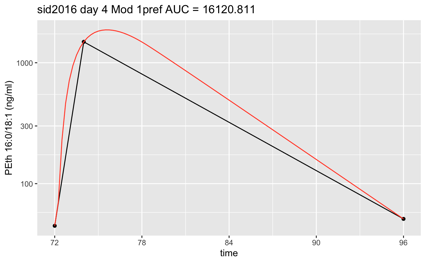 sid2016 day 4 Mod 1pref AUC = 16120.811
PEth 16:0/18:1 (ng/ml)
1000
300
100
72
78
84
90
96
time